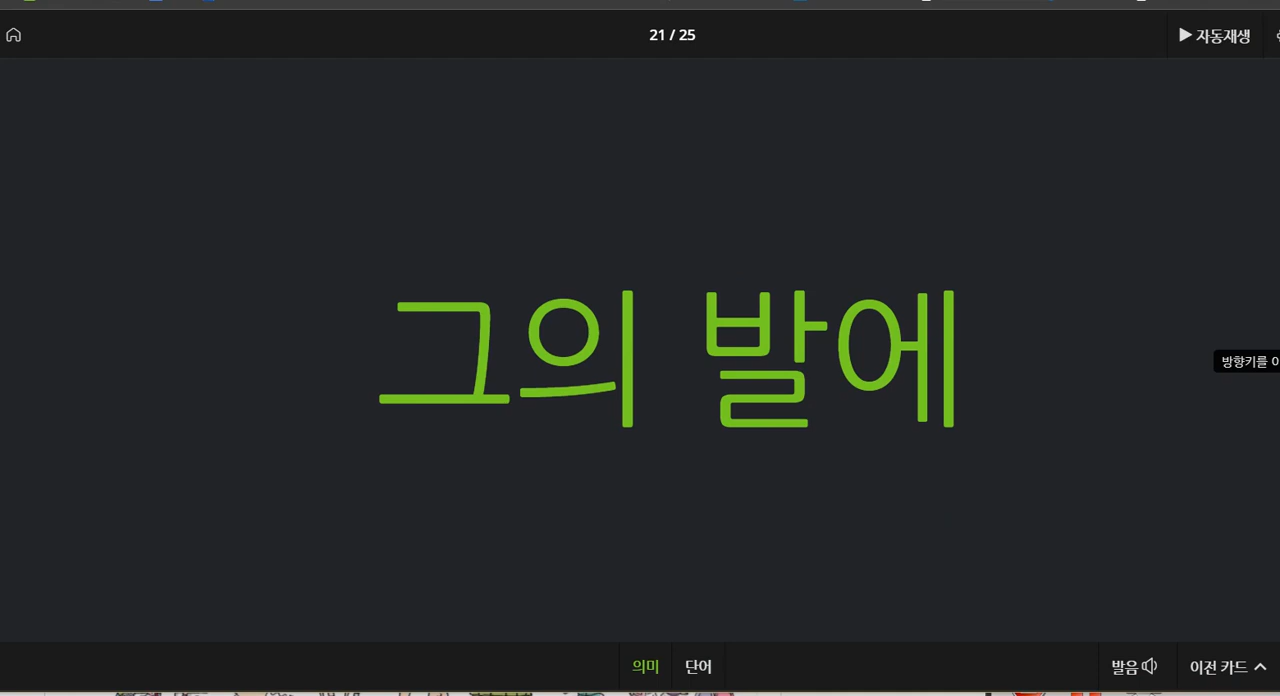 21 / 25
▶ 자동재생
그의 발에
방향키를 0
의미
단어
발음
이전 카드